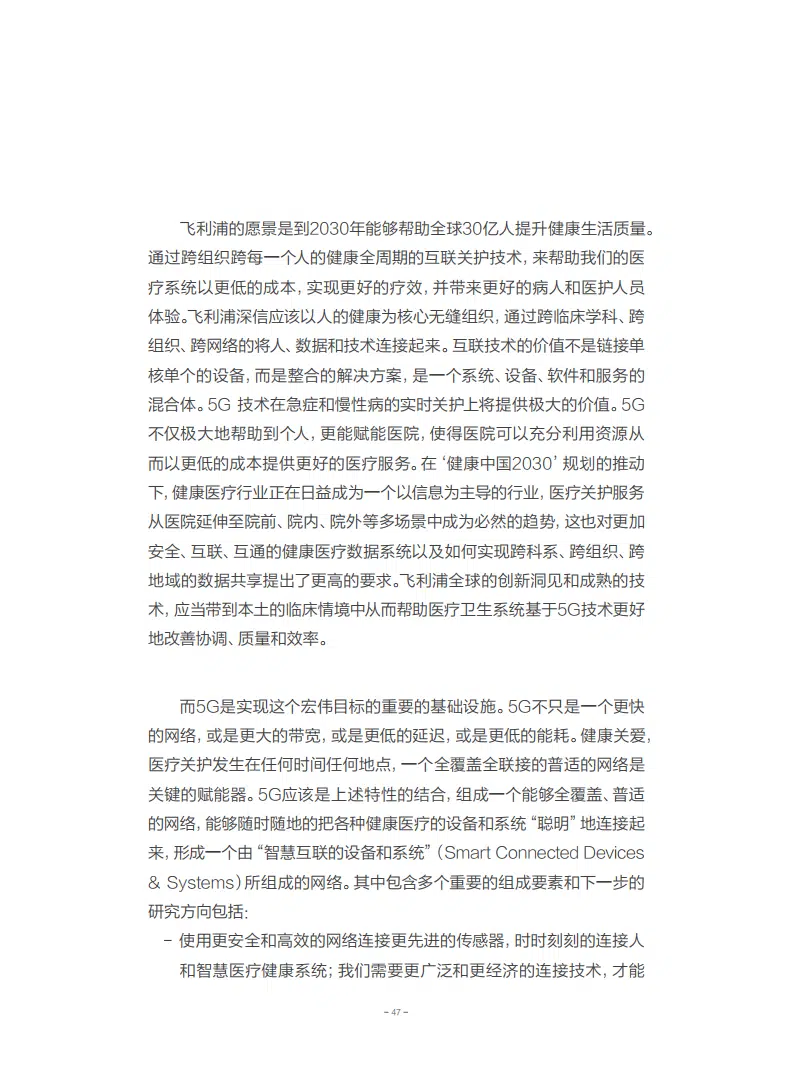 飞利浦的愿景是到2030年能够帮助全球30亿人提升健康生活质量。
通过跨组织跨每一个人的健康全周期的互联关护技术，来帮助我们的医
疗系统以更低的成本，实现更好的疗效，并带来更好的病人和医护人员
体验。飞利浦深信应该以人的健康为核心无缝组织，通过跨临床学科、跨
组织、跨网络的将人、数据和技术连接起来。互联技术的价值不是链接单
核单个的设备，而是整合的解决方案，是一个系统、设备、软件和服务的
混合体。5G 技术在急症和慢性病的实时关护上将提供极大的价值。5G
不仅极大地帮助到个人，更能赋能医院，使得医院可以充分利用资源从
而以更低的成本提供更好的医疗服务。在‘健康中国2030’规划的推动
下，健康医疗行业正在日益成为一个以信息为主导的行业，医疗关护服务
从医院延伸至院前、院内、院外等多场景中成为必然的趋势，这也对更加
安全、互联、互通的健康医疗数据系统以及如何实现跨科系、跨组织、跨
地域的数据共享提出了更高的要求。飞利浦全球的创新洞见和成熟的技
术，应当带到本土的临床情境中从而帮助医疗卫生系统基于5G技术更好
地改善协调、质量和效率。
而5G是实现这个宏伟目标的重要的基础设施。5G不只是一个更快
的网络，或是更大的带宽，或是更低的延迟，或是更低的能耗。健康关爱，
医疗关护发生在任何时间任何地点，一个全覆盖全联接的普适的网络是
关键的赋能器。5G应该是上述特性的结合，组成一个能够全覆盖、普适
的网络，能够随时随地的把各种健康医疗的设备和系统“聪明”地连接起
来，形成一个由“智慧互联的设备和系统”（Smart Connected Devices
& Systems）所组成的网络。其中包含多个重要的组成要素和下一步的
研究方向包括：
– 使用更安全和高效的网络连接更先进的传感器，时时刻刻的连接人
和智慧医疗健康系统；我们需要更广泛和更经济的连接技术，才能
– 47 –